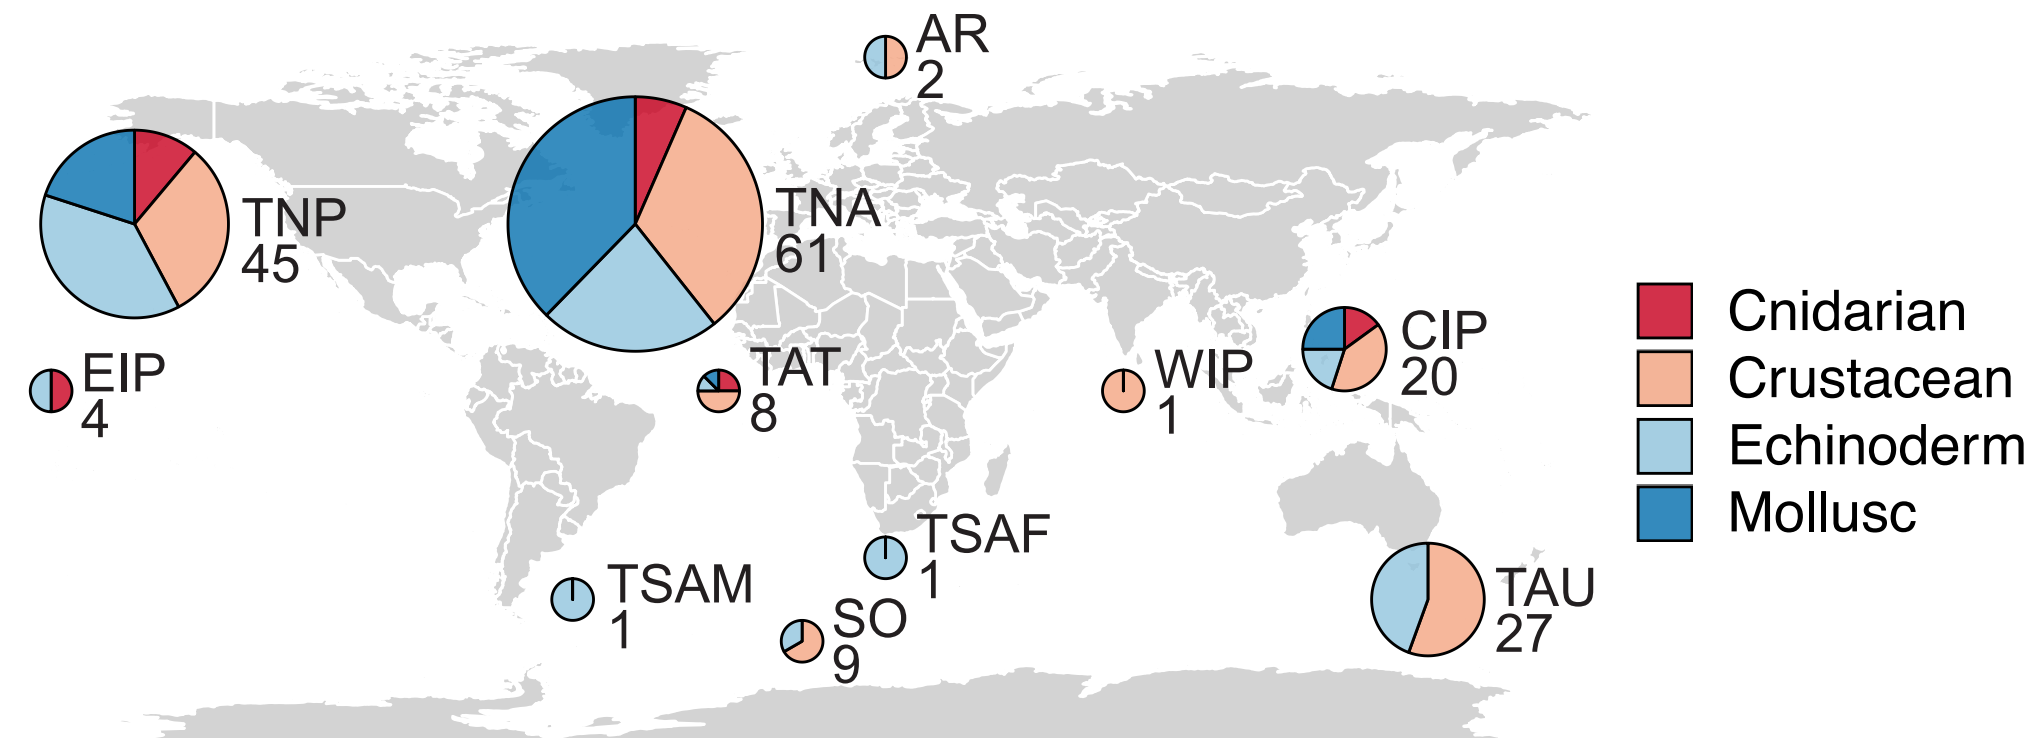 AR
2
TNP
45
TNA
61
EIP
4
TAT
8
WIP
1
CIP
20
TSAF
1
TSAM
1
SO
9
TAU
27
Cnidarian
Crustacean
Echinoderm
Mollusc